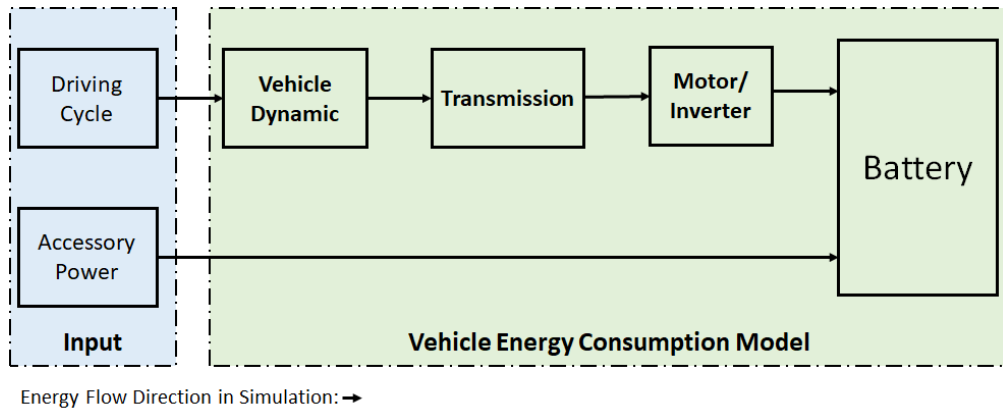 Driving
Cycle
Vehicle
Dynamic
Transmission
Motor/
Inverter
Battery
Accessory
Power
Input
Vehicle Energy Consumption Model
Energy Flow Direction in Simulation: